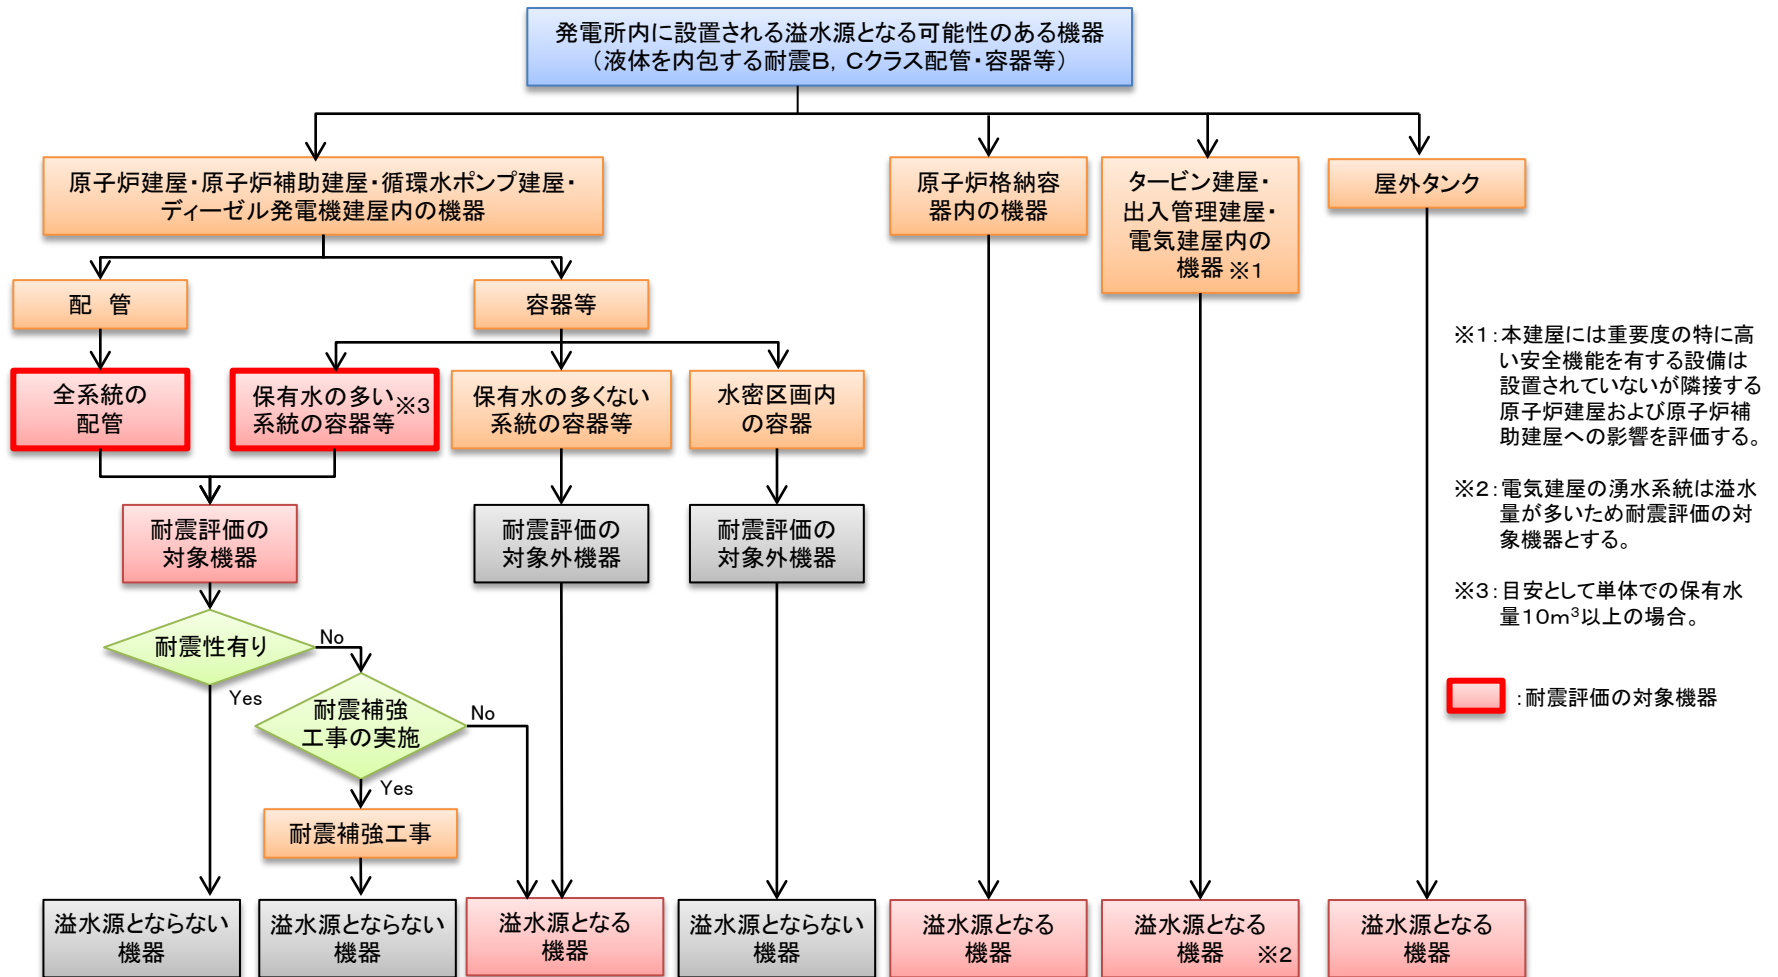 発電所内に設置される溢水源となる可能性のある機器
（液体を内包する耐震B，Cクラス配管・容器等）
原子炉建屋・原子炉補助建屋・循環水ポンプ建屋・
ディーゼル発電機建屋内の機器
原子炉格納容
器内の機器
タービン建屋・
出入管理建屋・
電気建屋内の
機器 ※1
屋外タンク
配　管
容器等
全系統の
配管
保有水の多い
系統の容器等
※3
保有水の多くない
系統の容器等
水密区画内
の容器
耐震評価の
対象機器
耐震評価の
対象外機器
耐震評価の
対象外機器
耐震性有り
No
Yes
耐震補強
工事の実施
No
Yes
耐震補強工事
溢水源とならない
機器
溢水源とならない
機器
溢水源となる
機器
溢水源とならない
機器
溢水源となる
機器
溢水源となる
機器 ※2
溢水源となる
機器
※1：本建屋には重要度の特に高
い安全機能を有する設備は
設置されていないが隣接する
原子炉建屋および原子炉補
助建屋への影響を評価する。
※2：電気建屋の湧水系統は溢水
量が多いため耐震評価の対
象機器とする。
※3：目安として単体での保有水
量10m³以上の場合。
：耐震評価の対象機器